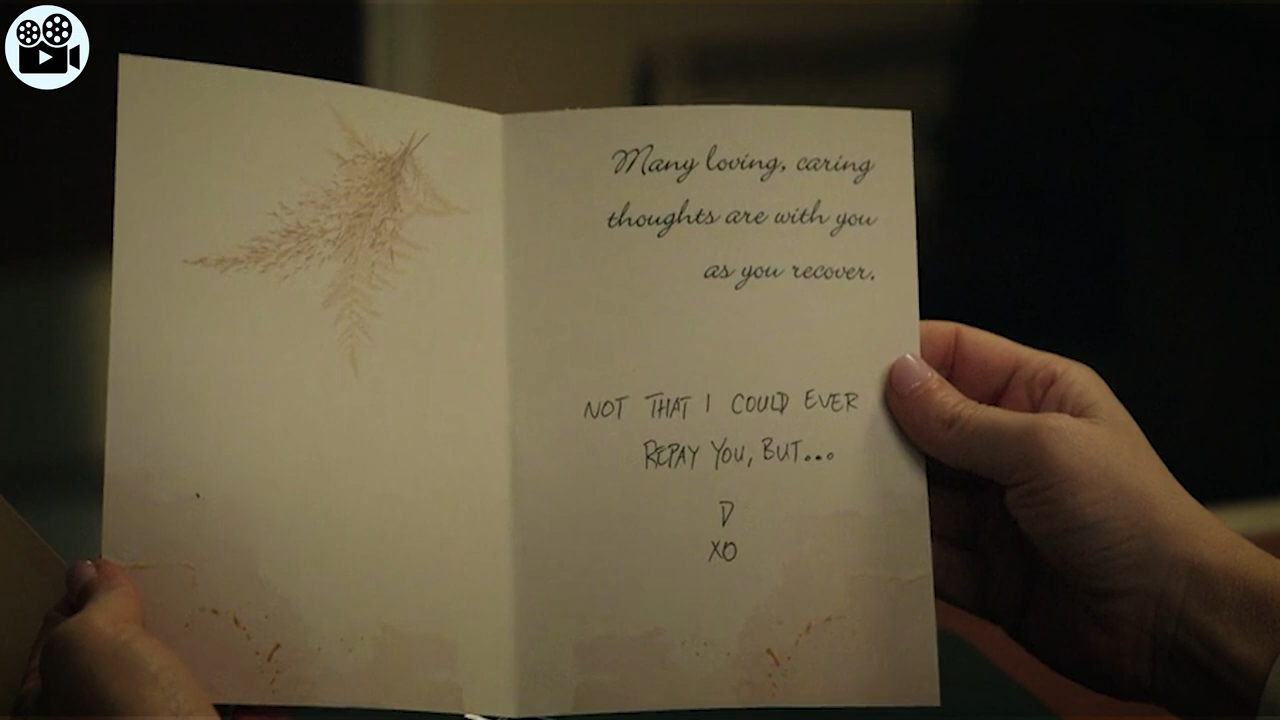 Many loving, caring
thoughts are with you
as you recover.
NOT THAT I COULD EVER
REPAY YOU, BUT...
D
XO